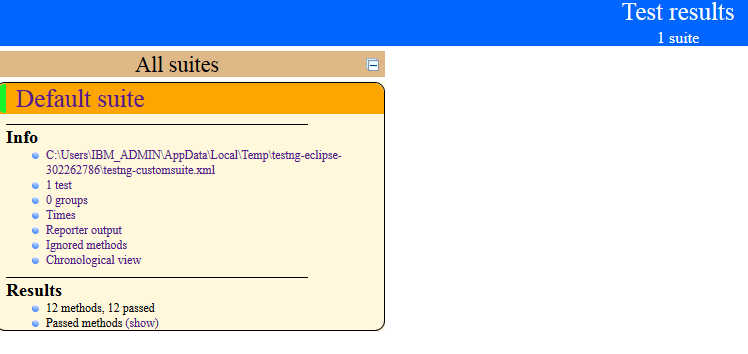 Test results
1 suite
All suites
Default suite
Info
C:\Users\IBM_ADMIN\AppData\Local\Temp\testng-eclipse-
302262786\testng-customsuite.xml
1 test
0 groups
Times
Reporter output
Ignored methods
Chronological view
Results
12 methods, 12 passed
Passed methods (show)